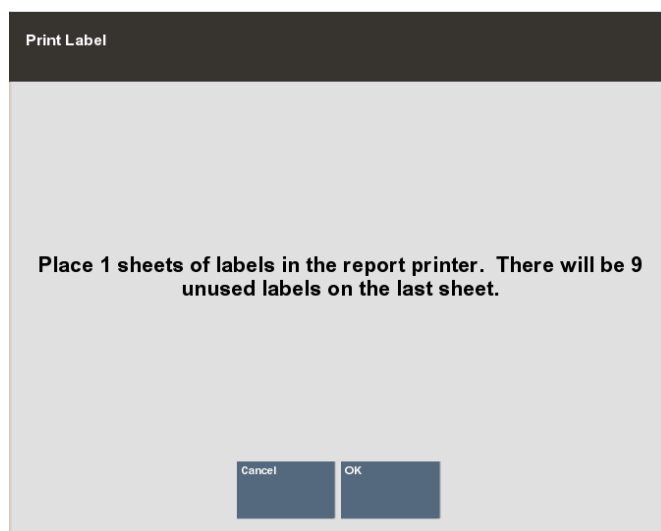 Print Label
Place 1 sheets of labels in the report printer.  There will be 9
unused labels on the last sheet.
Cancel
OK